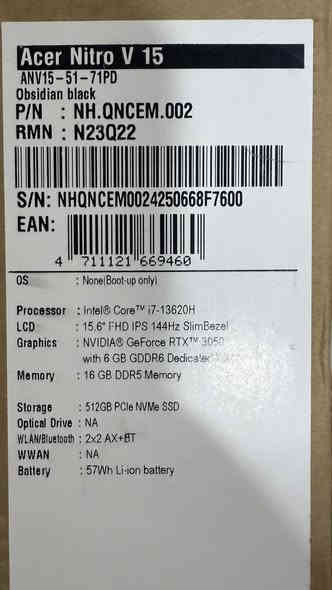 Acer Nitro V 15
ANV15-51-71PD
Obsidian black
P/N : NH.QNCEM.002
RMN : N23Q22
S/N: NHQNCEM0024250668F7600
EAN:
4 711121 669460
OS : None(Boot-up only)
Processor : Intel® Core™ i7-13620H
LCD : 15.6" FHD IPS 144Hz SlimBezel
Graphics : NVIDIA® GeForce RTX™ 3050
with 6 GB GDDR6 Dedicated
Memory : 16 GB DDR5 Memory
Storage : 512GB PCIe NVMe SSD
Optical Drive : NA
WLAN/Bluetooth : 2x2 AX+BT
WWAN : NA
Battery : 57Wh Li-ion battery